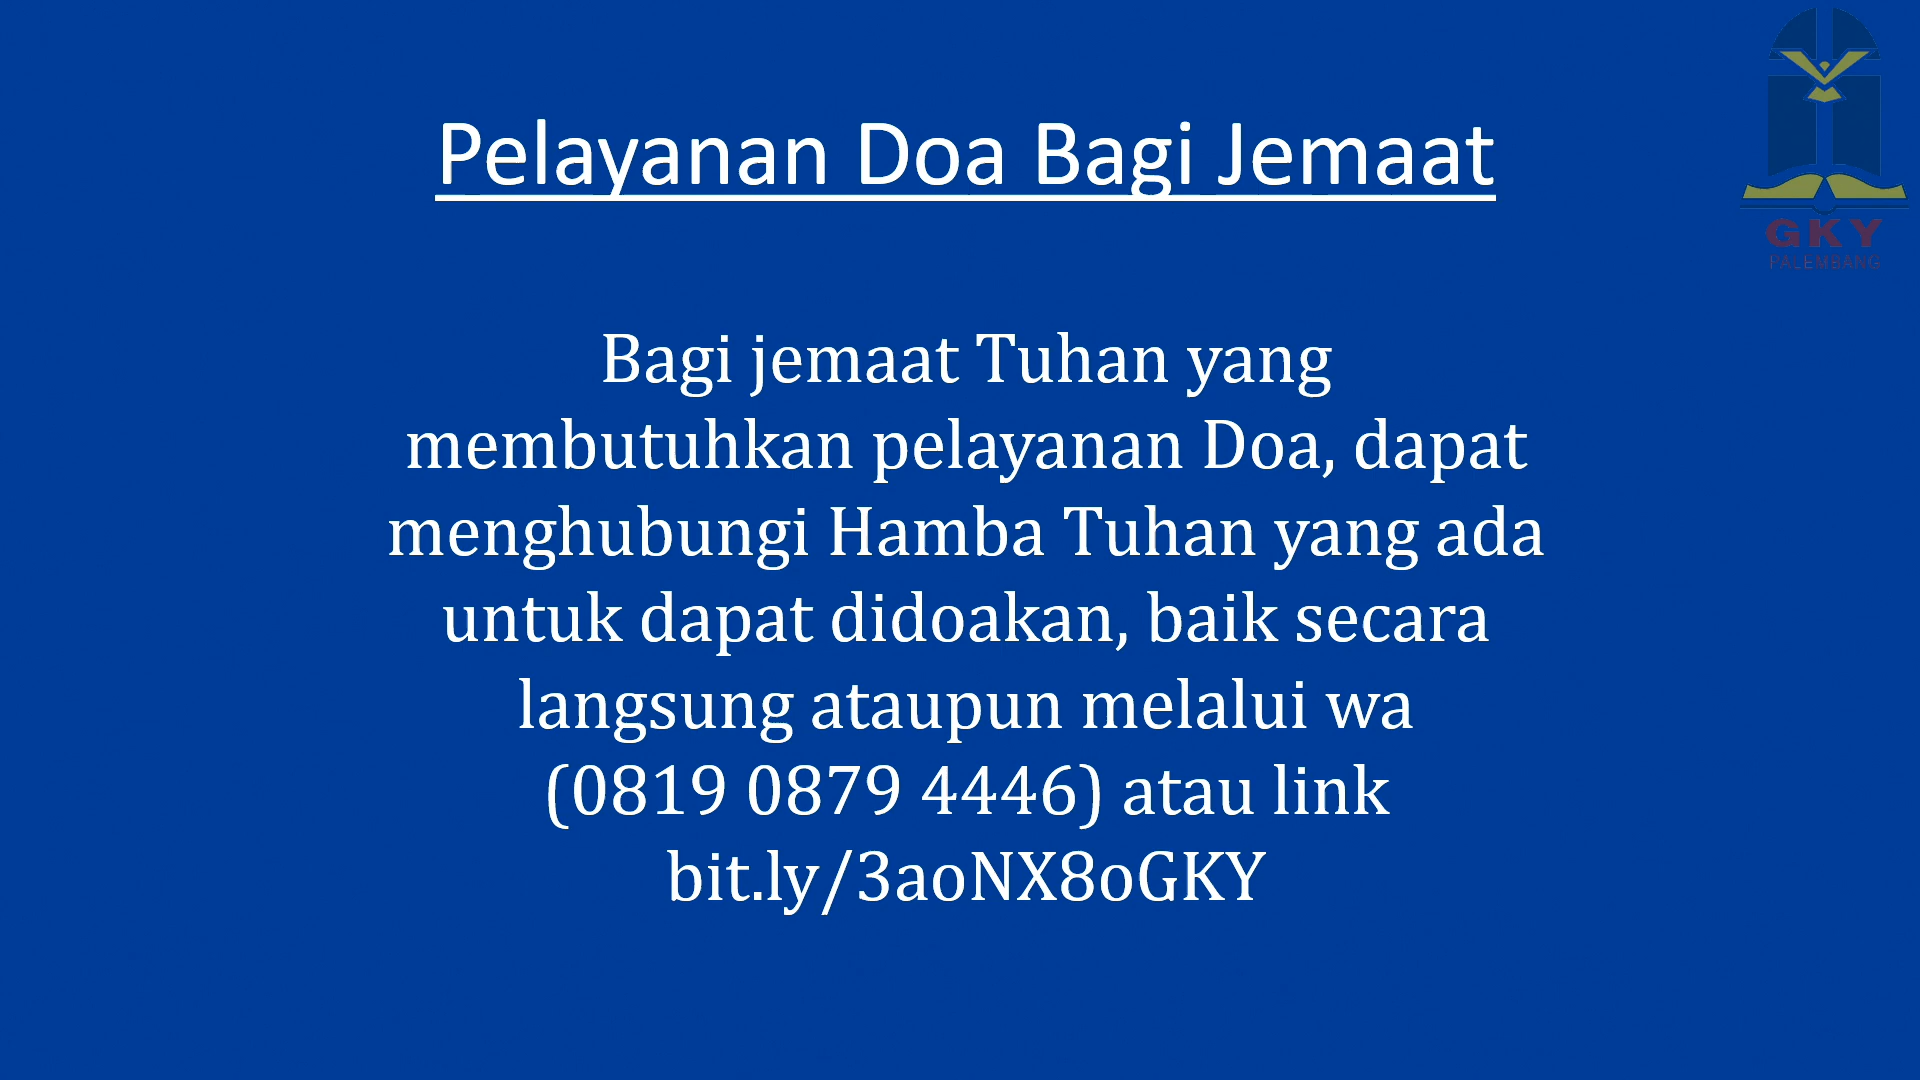 Pelayanan Doa Bagi Jemaat
Bagi jemaat Tuhan yang
membutuhkan pelayanan Doa, dapat
menghubungi Hamba Tuhan yang ada
untuk dapat didoakan, baik secara
langsung ataupun melalui wa
(0819 0879 4446) atau link
bit.ly/3aoNX8oGKY
GKY
PALEMBANG